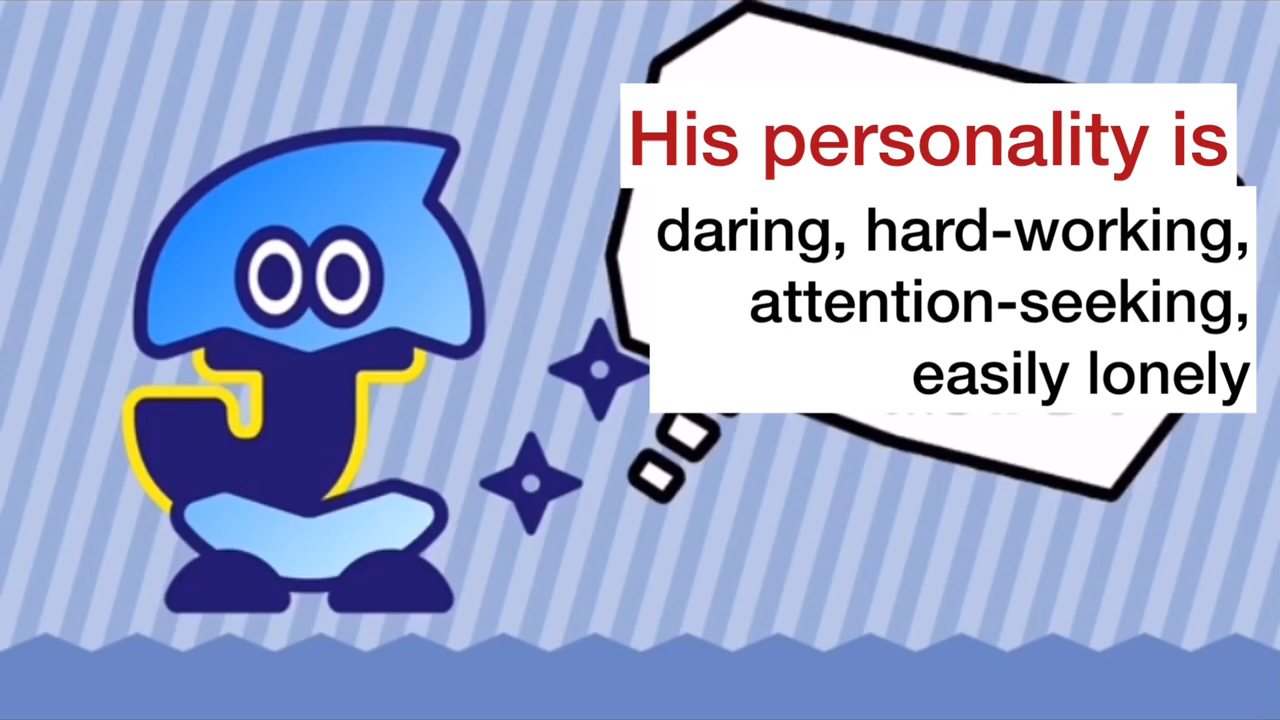 His personality is
daring, hard-working,
attention-seeking,
easily lonely